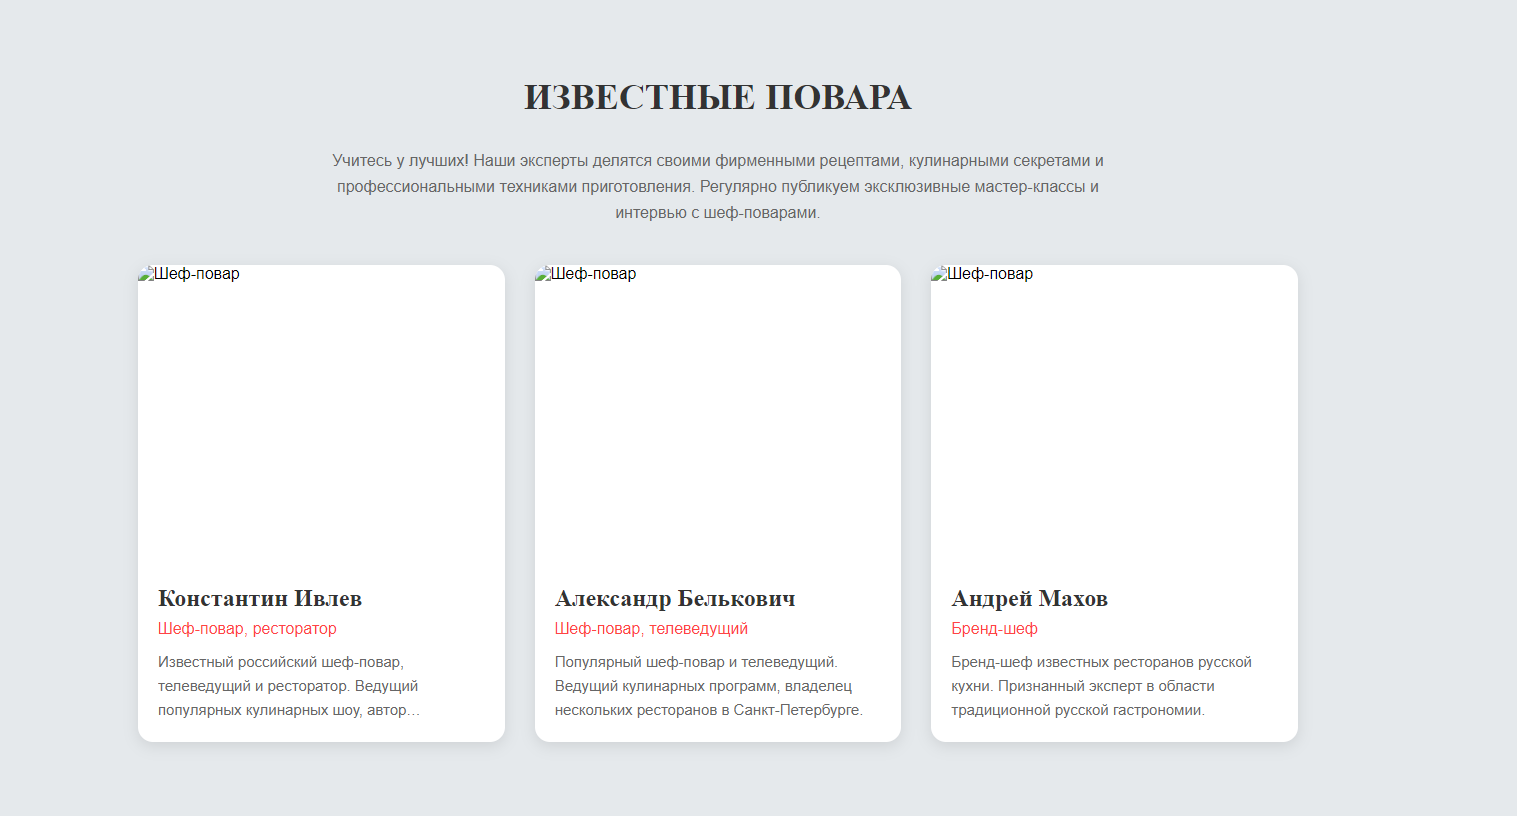 ИЗВЕСТНЫЕ ПОВАРА
Учитесь у лучших! Наши эксперты делятся своими фирменными рецептами, кулинарными секретами и
профессиональными техниками приготовления. Регулярно публикуем эксклюзивные мастер-классы и
интервью с шеф-поварами.
Шеф-повар
Константин Ивлев
Шеф-повар, ресторатор
Известный российский шеф-повар,
телеведущий и ресторатор. Ведущий
популярных кулинарных шоу, автор...
Шеф-повар
Александр Белькович
Шеф-повар, телеведущий
Популярный шеф-повар и телеведущий.
Ведущий кулинарных программ, владелец
нескольких ресторанов в Санкт-Петербурге.
Шеф-повар
Андрей Махов
Бренд-шеф
Бренд-шеф известных ресторанов русской
кухни. Признанный эксперт в области
традиционной русской гастрономии.